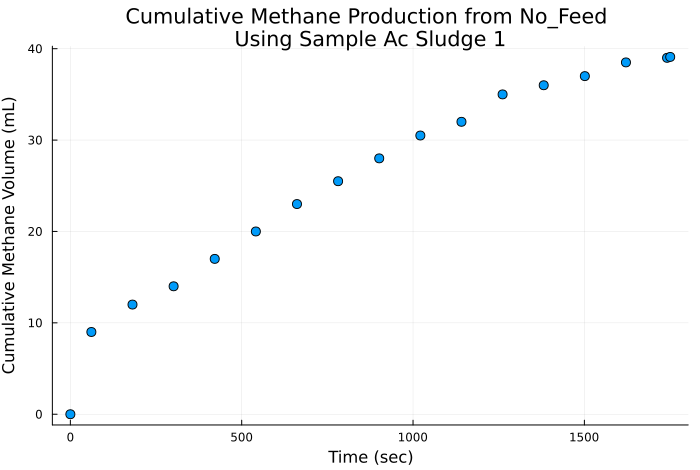 Cumulative Methane Production from No_Feed
Using Sample Ac Sludge 1
Cumulative Methane Volume (mL)
40
30
20
10
0
0
500
1000
1500
Time (sec)